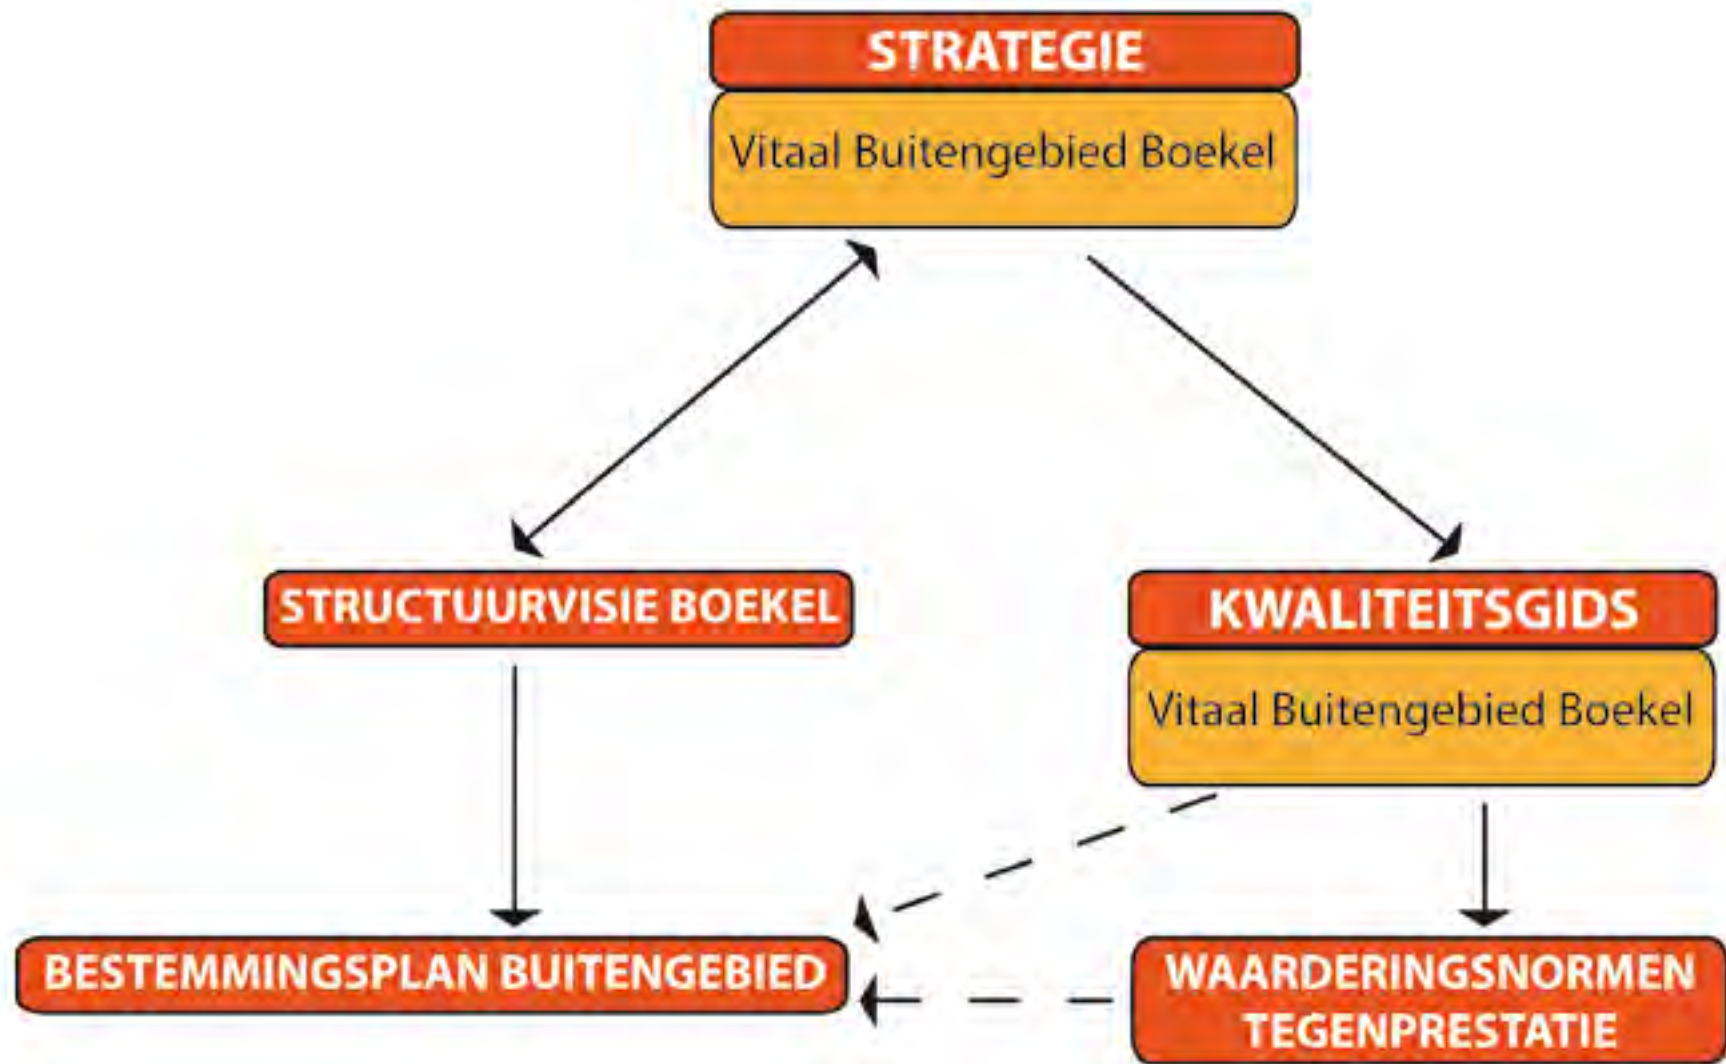 STRATEGIE
Vitaal Buitengebied Boekel
STRUCTUURVISIE BOEKEL
KWALITEITSGIDS
Vitaal Buitengebied Boekel
BESTEMMINGSPLAN BUITENGEBIED
WAARDERINGSNORMEN
TEGENPRESTATIE